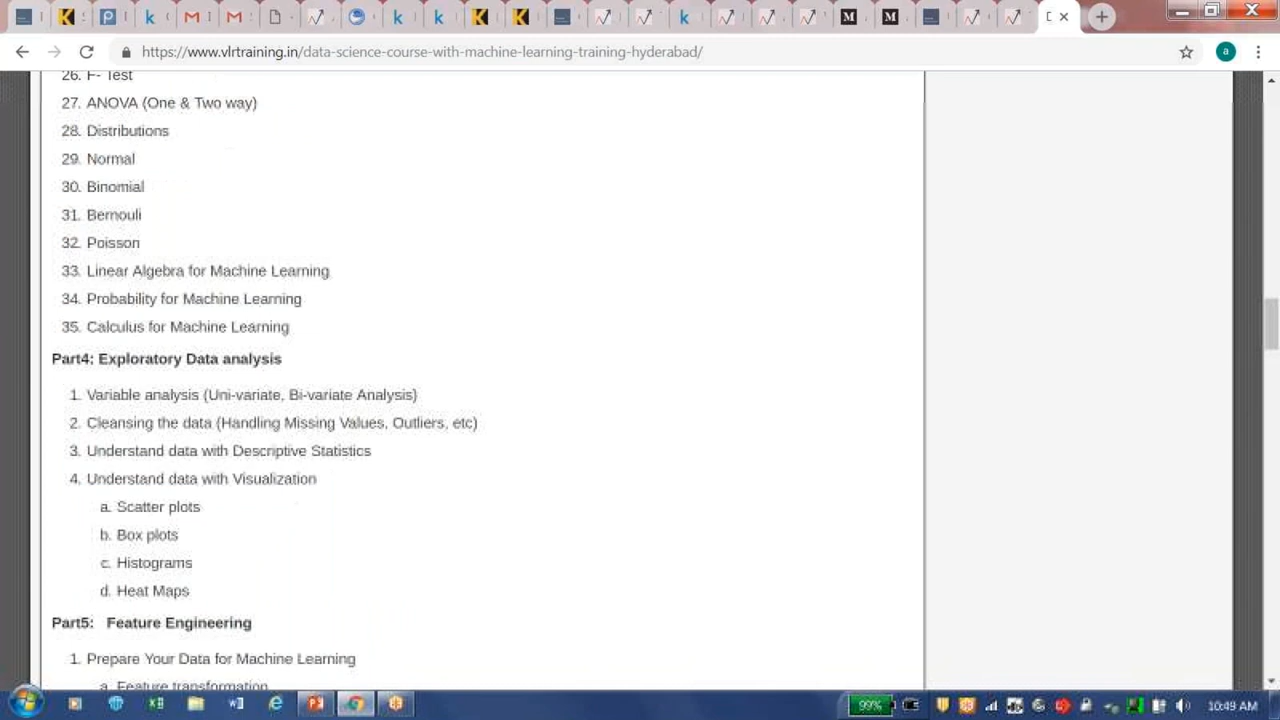 https://www.vlrtraining.in/data-science-course-with-machine-learning-training-hyderabad/
a
26. F- Test
27. ANOVA (One & Two way)
28. Distributions
29. Normal
30. Binomial
31. Bernouli
32. Poisson
33. Linear Algebra for Machine Learning
34. Probability for Machine Learning
35. Calculus for Machine Learning
Part4: Exploratory Data analysis
1. Variable analysis (Uni-variate, Bi-variate Analysis)
2. Cleansing the data (Handling Missing Values, Outliers, etc)
3. Understand data with Descriptive Statistics
4. Understand data with Visualization
a. Scatter plots
b. Box plots
c. Histograms
d. Heat Maps
Part5: Feature Engineering
1. Prepare Your Data for Machine Learning
a. Feature transformation
99%
10:49 AM